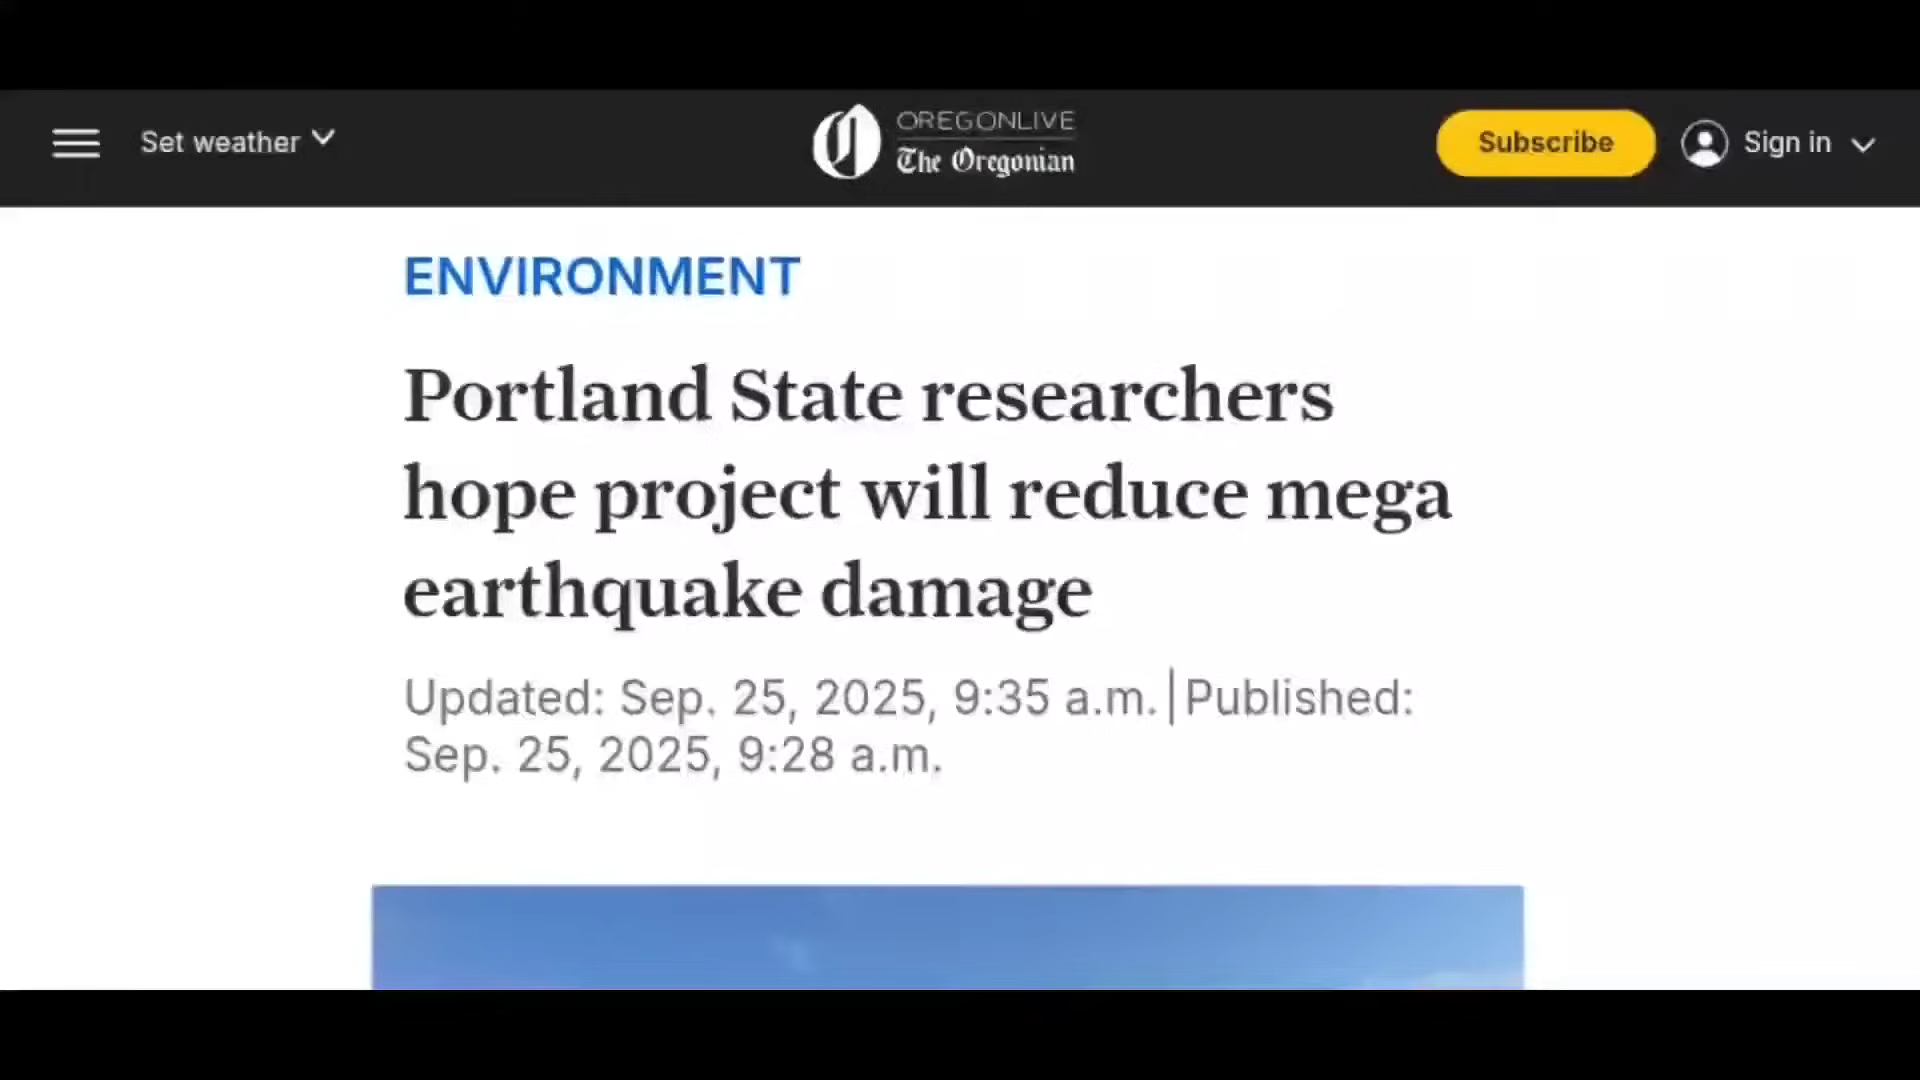 Set weather
OREGONLIVE
The Oregonian
Subscribe
Sign in
ENVIRONMENT
Portland State researchers
hope project will reduce mega
earthquake damage
Updated: Sep. 25, 2025, 9:35 a.m.|Published:
Sep. 25, 2025, 9:28 a.m.